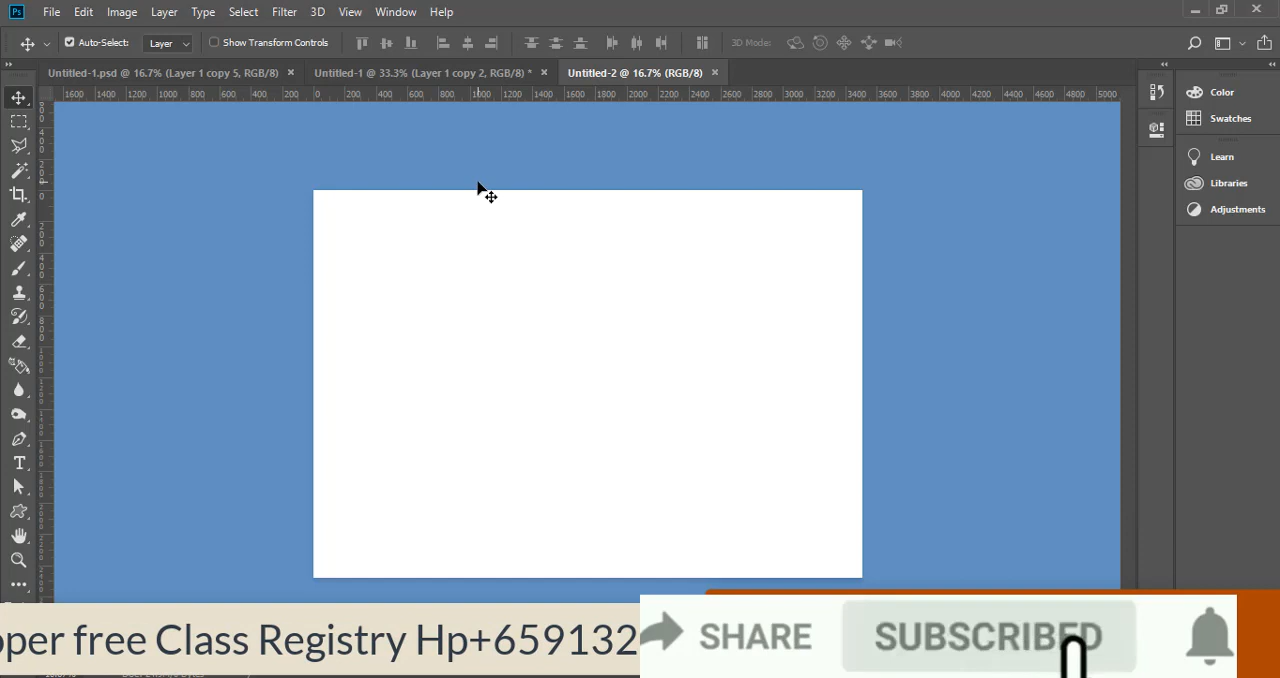 File Edit Image Layer Type Select Filter 3D View Window Help
Auto-Select: Layer Show Transform Controls 3D Mode:
Untitled-1.psd @ 16.7% (Layer 1 copy 5, RGB/8) Untitled-1 @ 33.3% (Layer 1 copy 2, RGB/8) * Untitled-2 @ 16.7% (RGB/8)
1600 1400 1200 1000 800 600 400 200 0 200 400 600 800 1000 1200 1400 1600 1800 2000 2200 2400 2600 2800 3000 3200 3400 3600 3800 4000 4200 4400 4600 4800 5000
Color
Swatches
Learn
Libraries
Adjustments
oper free Class Registry Hp+659132
SHARE
SUBSCRIBED